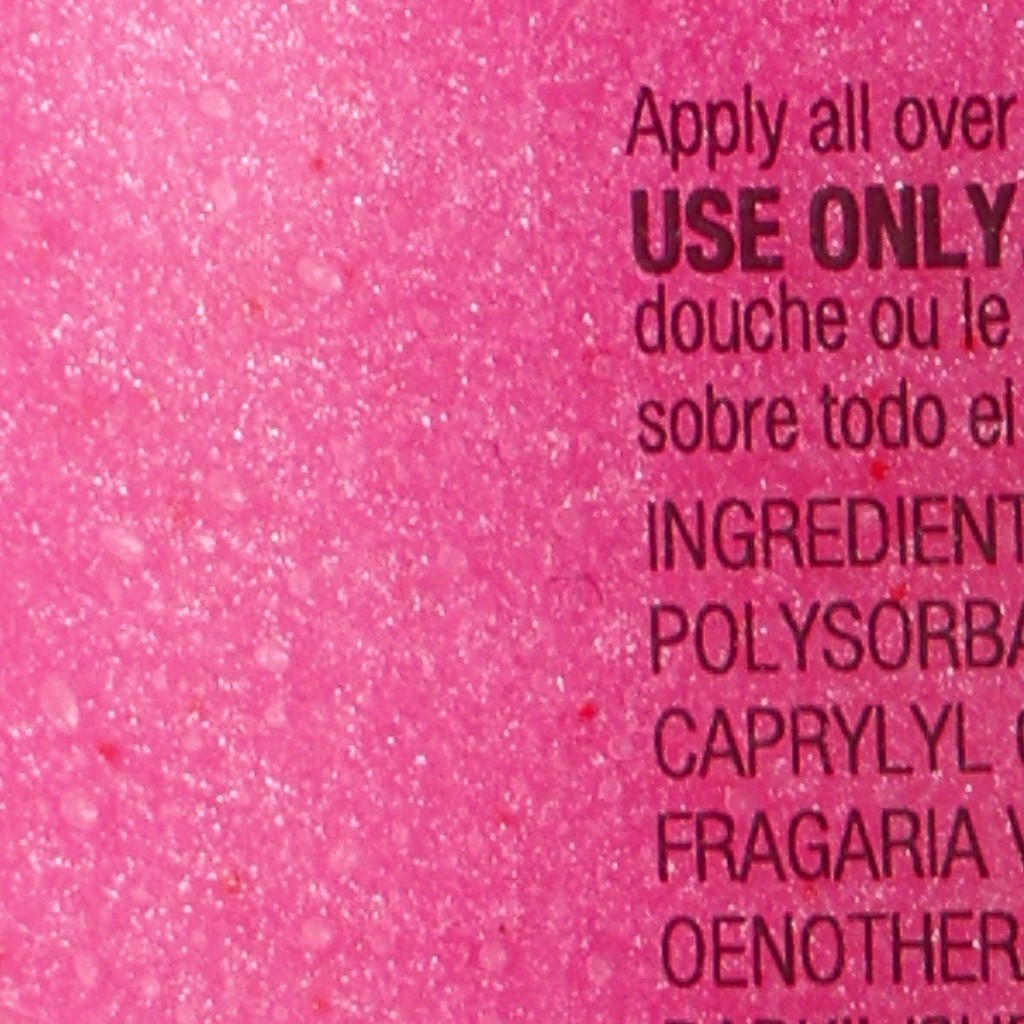 Apply all over
USE ONLY
douche ou le
sobre todo el
INGREDIENT
POLYSORBA
CAPRYLYL
FRAGARIA
OENOTHER